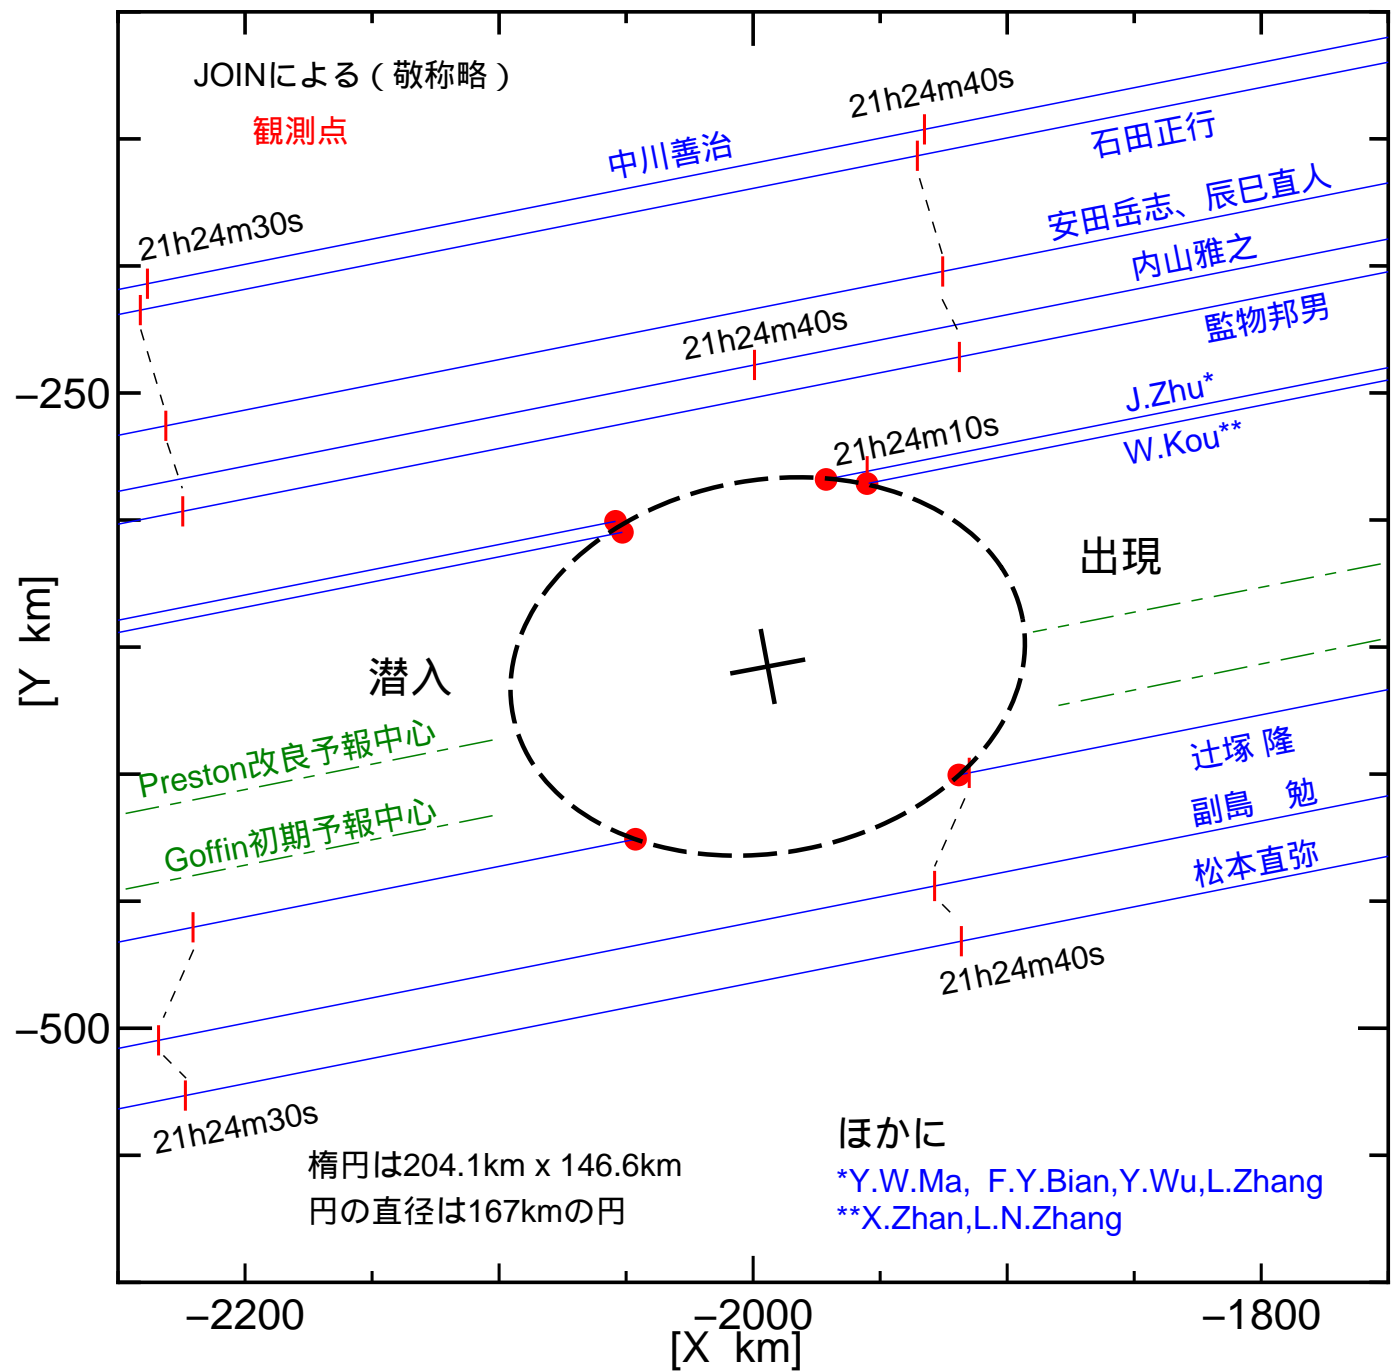 JOINによる（敬称略）
観測点
21h24m40s
中川善治
石田正行
21h24m30s
安田岳志、辰巳直人
内山雅之
21h24m40s
監物邦男
−250
J.Zhu*
21h24m10s
W.Kou**
出現
[Y km]
潜入
Preston改良予報中心
辻塚 隆
Goffin初期予報中心
副島　勉
松本直弥
21h24m40s
−500
21h24m30s
楕円は204.1km x 146.6km
円の直径は167kmの円
ほかに
*Y.W.Ma, F.Y.Bian,Y.Wu,L.Zhang
**X.Zhan,L.N.Zhang
−2200
−2000
−1800
[X km]